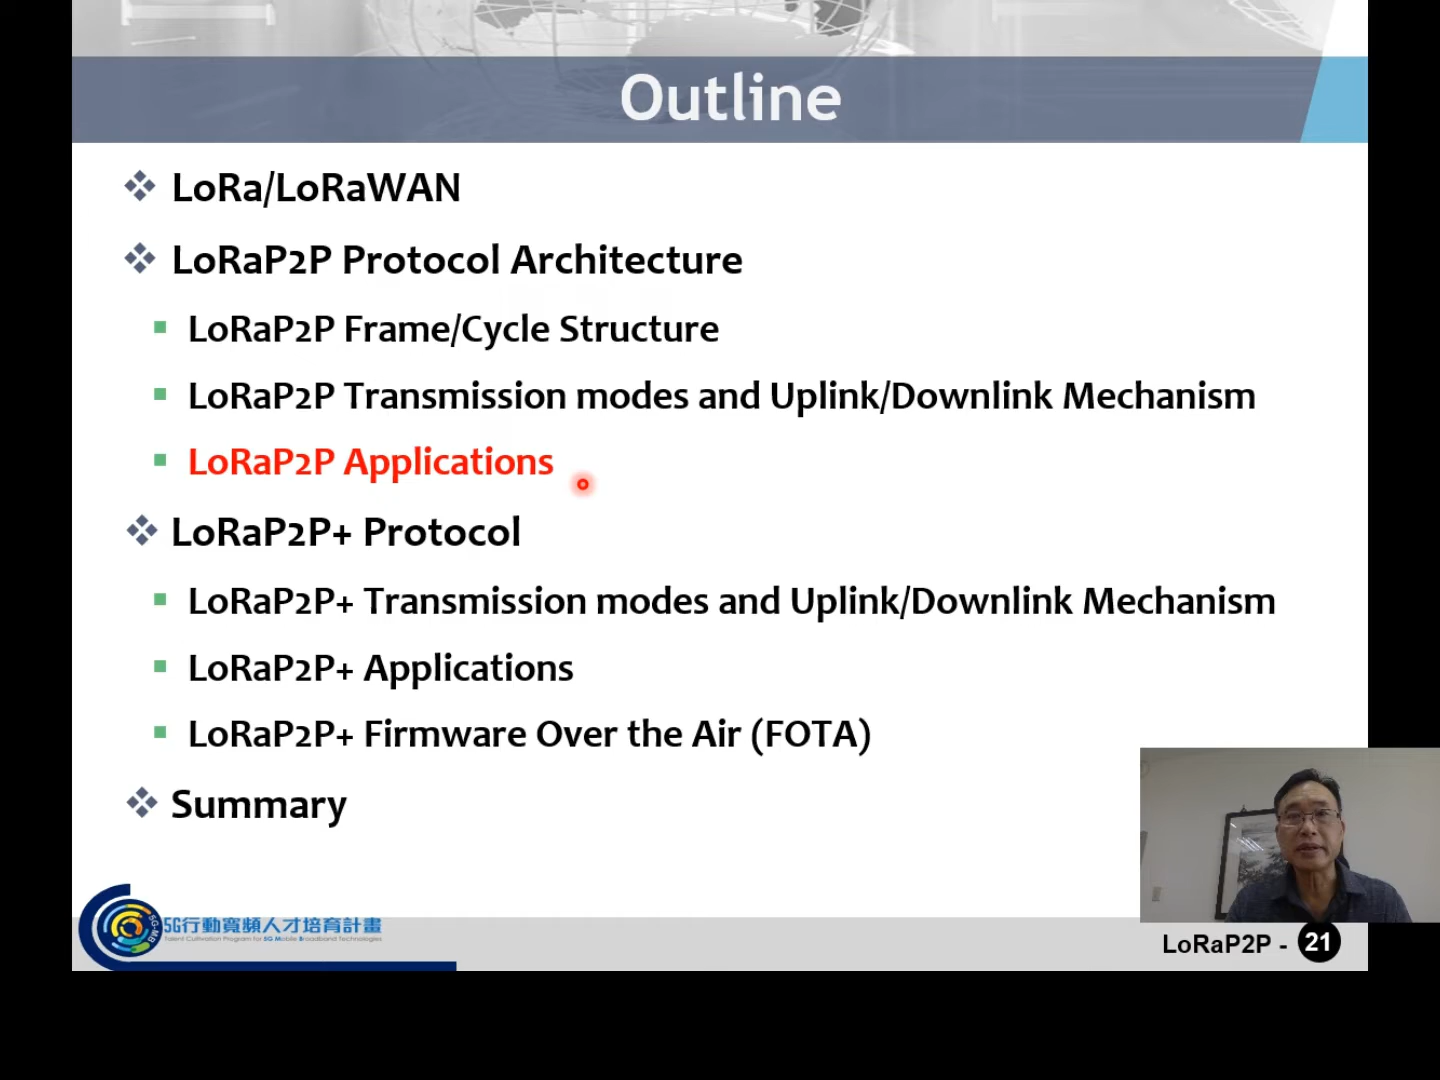 Outline
LoRa/LoRaWAN
LoRaP2P Protocol Architecture
LoRaP2P Frame/Cycle Structure
LoRaP2P Transmission modes and Uplink/Downlink Mechanism
LoRaP2P Applications
LoRaP2P+ Protocol
LoRaP2P+ Transmission modes and Uplink/Downlink Mechanism
LoRaP2P+ Applications
LoRaP2P+ Firmware Over the Air (FOTA)
Summary
5G-MB
5G行動寬頻人才培育計畫
Talent Cultivation Program for 5G Mobile Broadband Technologies
LoRaP2P - 21